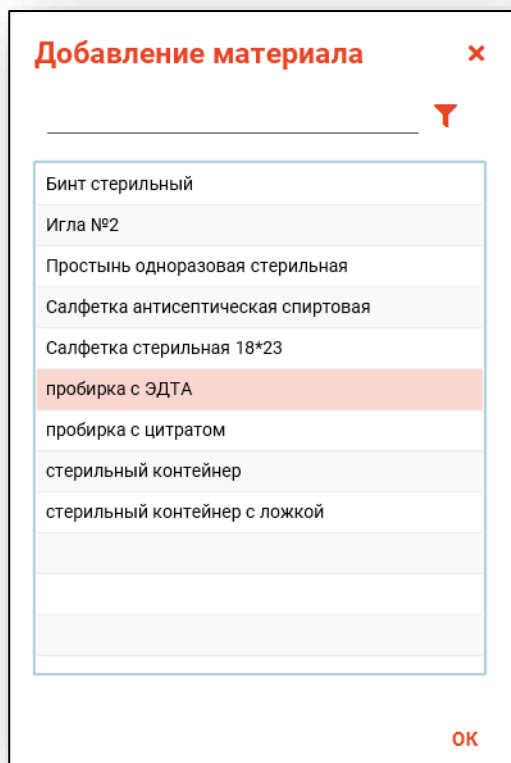 Добавление материала
Бинт стерильный
Игла №2
Простынь одноразовая стерильная
Салфетка антисептическая спиртовая
Салфетка стерильная 18*23
пробирка с ЭДТА
пробирка с цитратом
стерильный контейнер
стерильный контейнер с ложкой
ОК